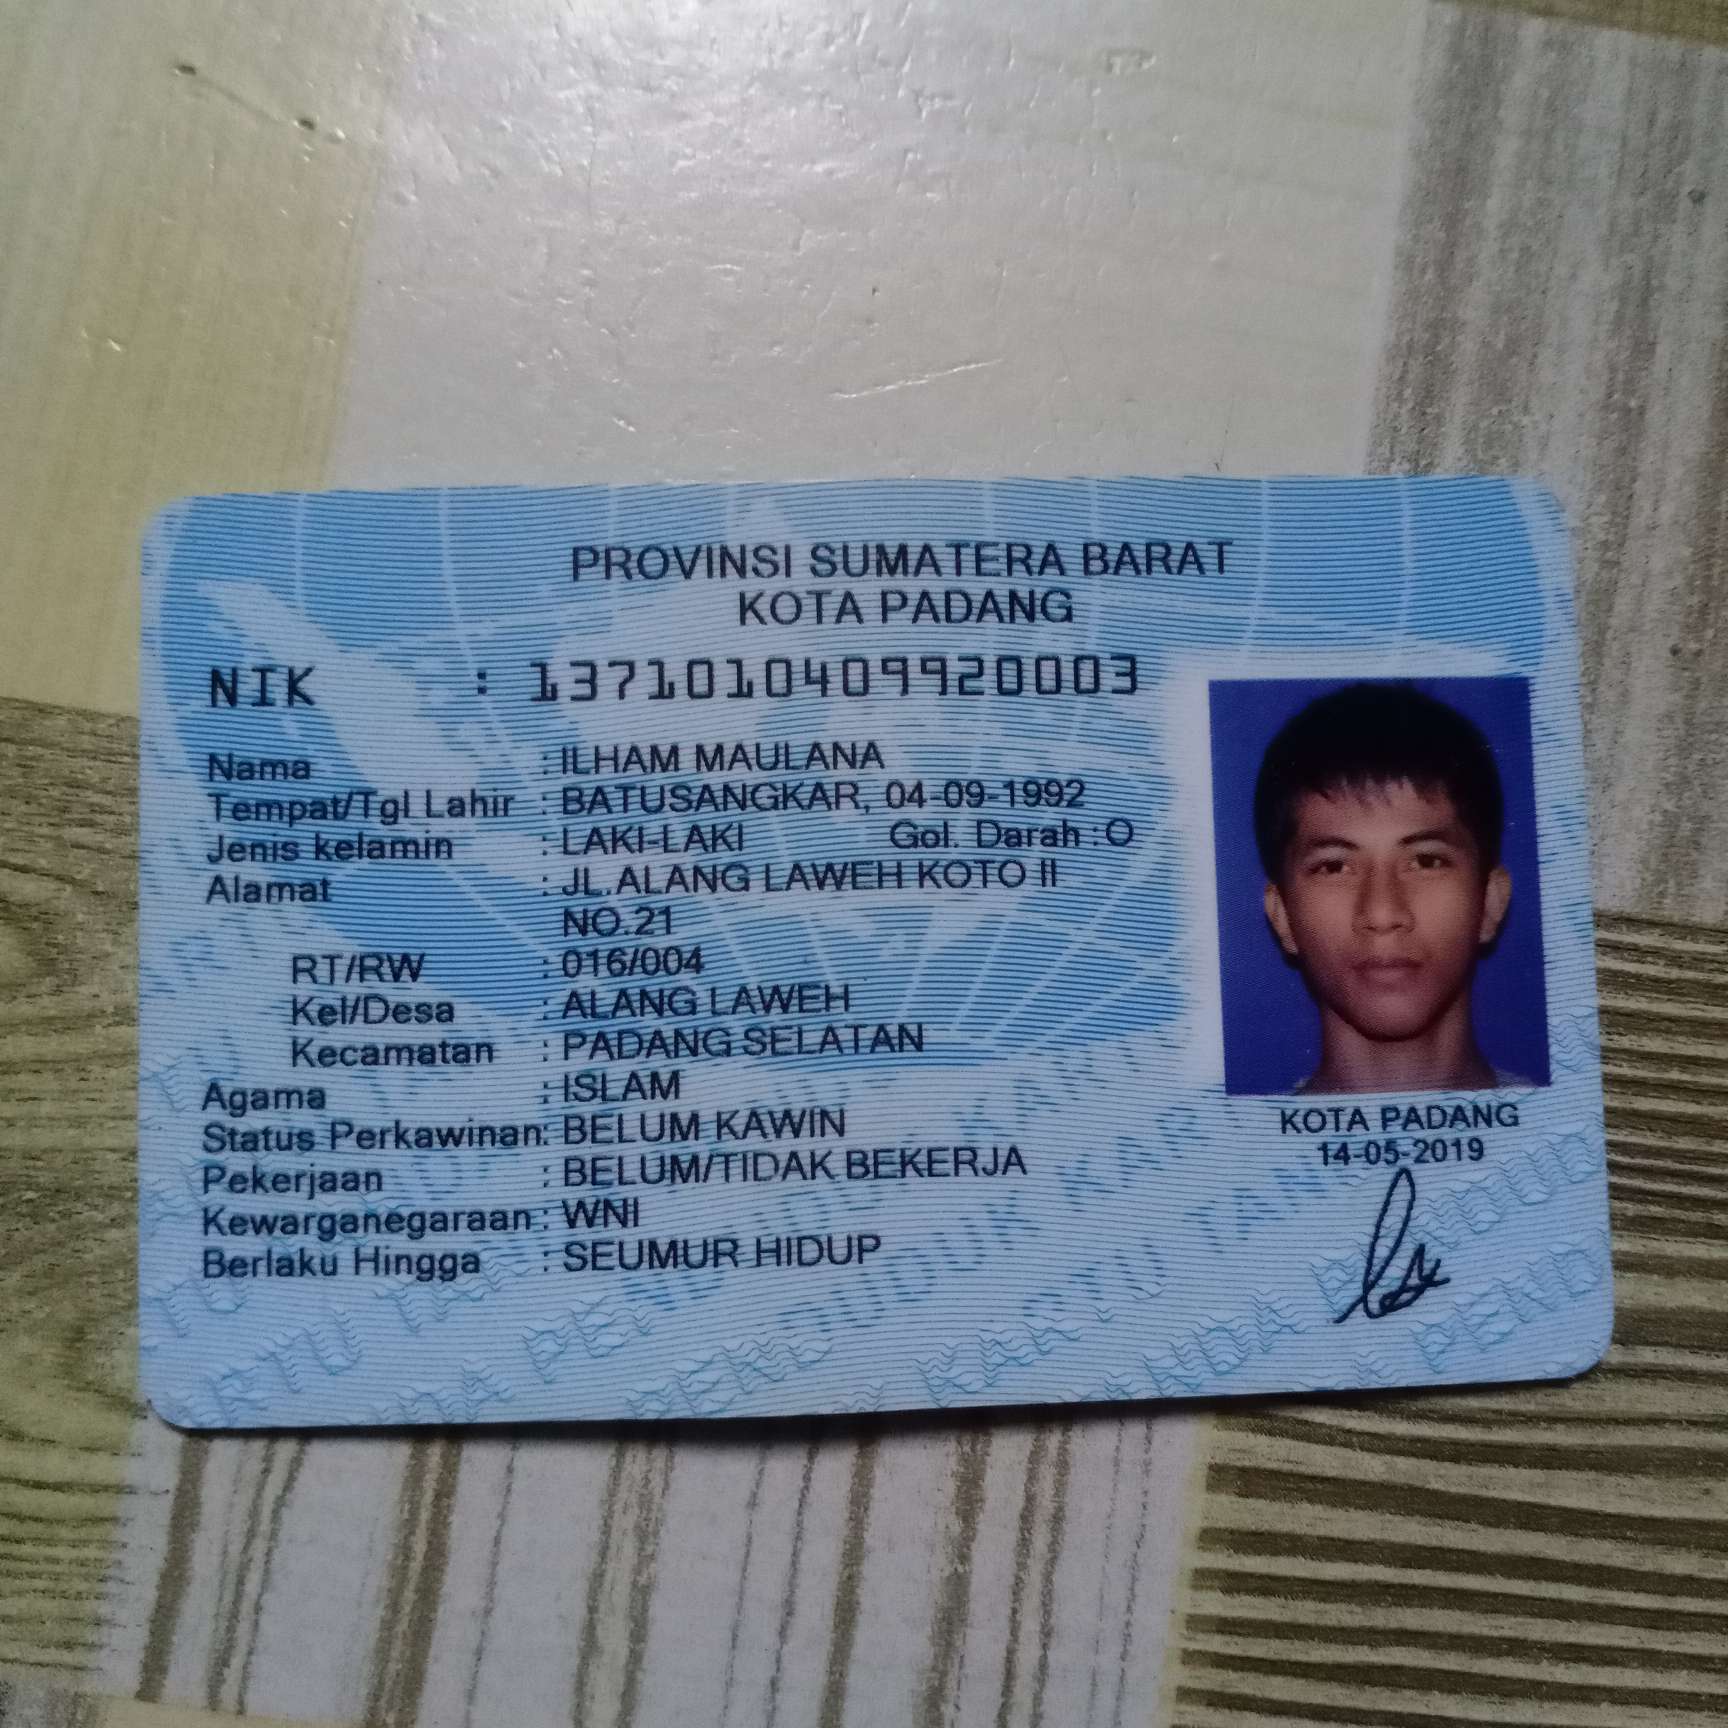 PROVINSI SUMATERA BARAT
KOTA PADANG
NIK : 1371010409920003
Nama : ILHAM MAULANA
Tempat/Tgl Lahir : BATUSANGKAR, 04-09-1992
Jenis kelamin : LAKI-LAKI Gol. Darah : O
Alamat : JL.ALANG LAWEH KOTO II
NO.21
RT/RW : 016/004
Kel/Desa : ALANG LAWEH
Kecamatan : PADANG SELATAN
Agama : ISLAM
Status Perkawinan: BELUM KAWIN
Pekerjaan : BELUM/TIDAK BEKERJA
Kewarganegaraan : WNI
Berlaku Hingga : SEUMUR HIDUP
KOTA PADANG
14-05-2019